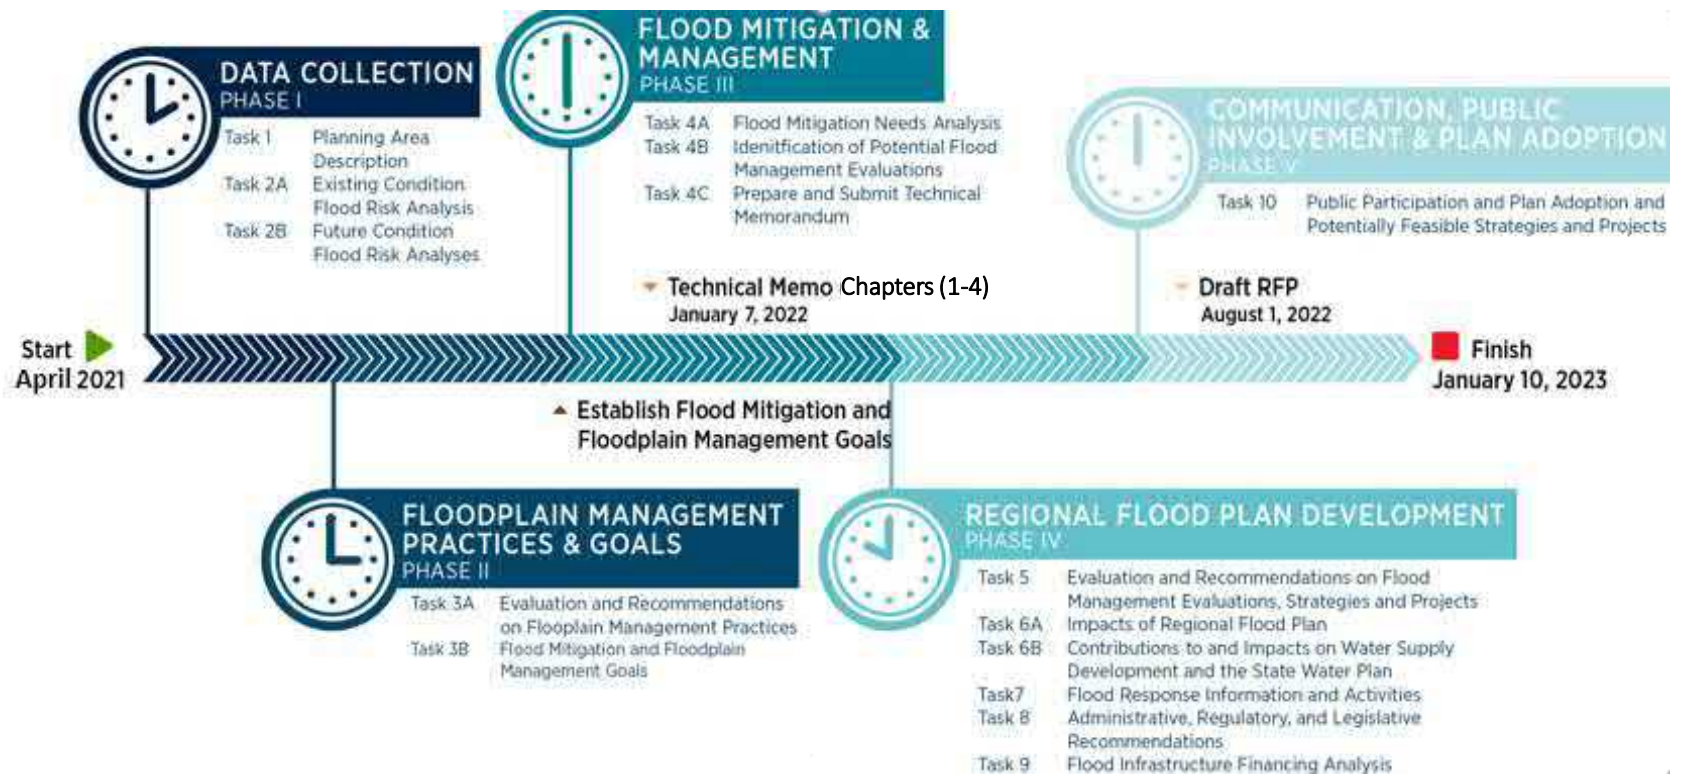 DATA COLLECTION
PHASE I
Task 1 Planning Area
Description
Task 2A Existing Condition
Flood Risk Analysis
Task 2B Future Condition
Flood Risk Analyses
FLOOD MITIGATION &
MANAGEMENT
PHASE III
Task 4A Flood Mitigation Needs Analysis
Task 4B Idenitfication of Potential Flood
Management Evaluations
Task 4C Prepare and Submit Technical
Memorandum
COMMUNICATION, PUBLIC
INVOLVEMENT & PLAN ADOPTION
PHASE V
Task 10 Public Participation and Plan Adoption and
Potentially Feasible Strategies and Projects
Technical Memo Chapters (1-4)
January 7, 2022
Draft RFP
August 1, 2022
Start
April 2021
Finish
January 10, 2023
Establish Flood Mitigation and
Floodplain Management Goals
FLOODPLAIN MANAGEMENT
PRACTICES & GOALS
PHASE II
Task 3A Evaluation and Recommendations
on Flooplain Management Practices
Task 3B Flood Mitigation and Floodplain
Management Goals
REGIONAL FLOOD PLAN DEVELOPMENT
PHASE IV
Task 5 Evaluation and Recommendations on Flood
Management Evaluations, Strategies and Projects
Task 6A Impacts of Regional Flood Plan
Task 6B Contributions to and Impacts on Water Supply
Development and the State Water Plan
Task7 Flood Response Information and Activities
Task 8 Administrative, Regulatory, and Legislative
Recommendations
Task 9 Flood Infrastructure Financing Analysis